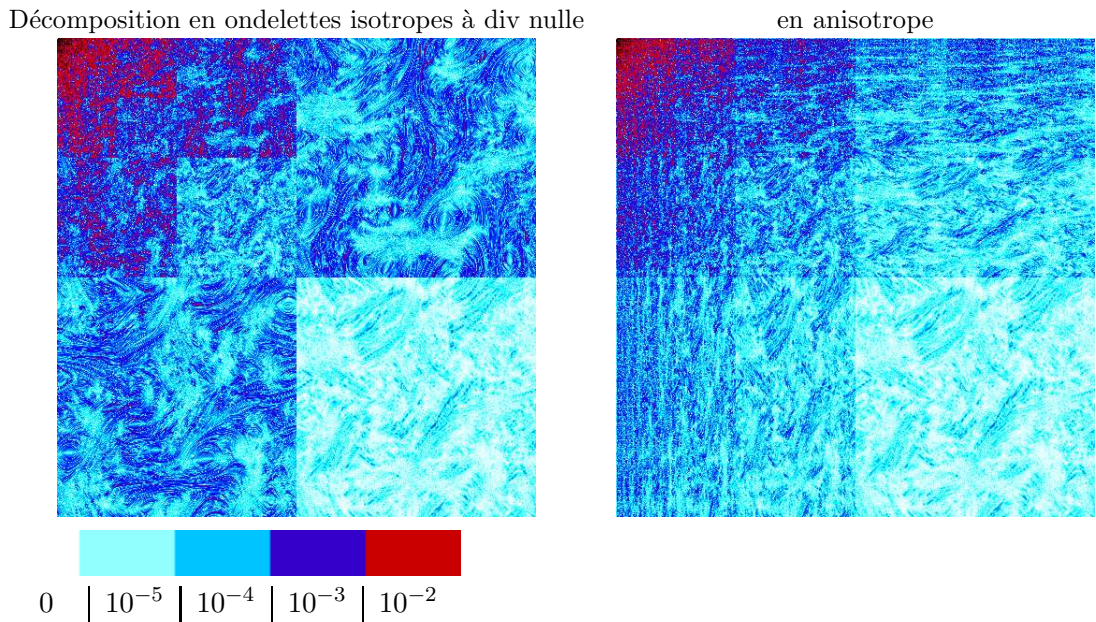 Décomposition en ondelettes isotropes à div nulle
en anisotrope
0 | 10⁻⁵ | 10⁻⁴ | 10⁻³ | 10⁻²